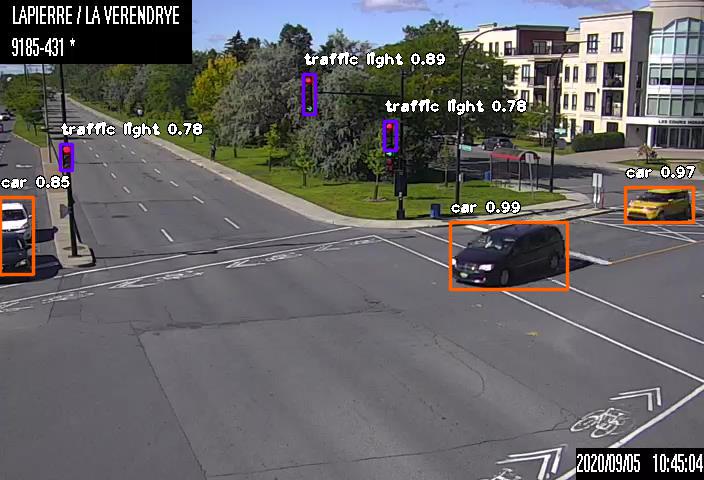 LAPIERRE / LA VERENDRYE
9185-431 *
traffic light 0.89
traffic light 0.78
traffic light 0.78
car 0.85
car 0.97
car 0.99
2020/09/05 10:45:04